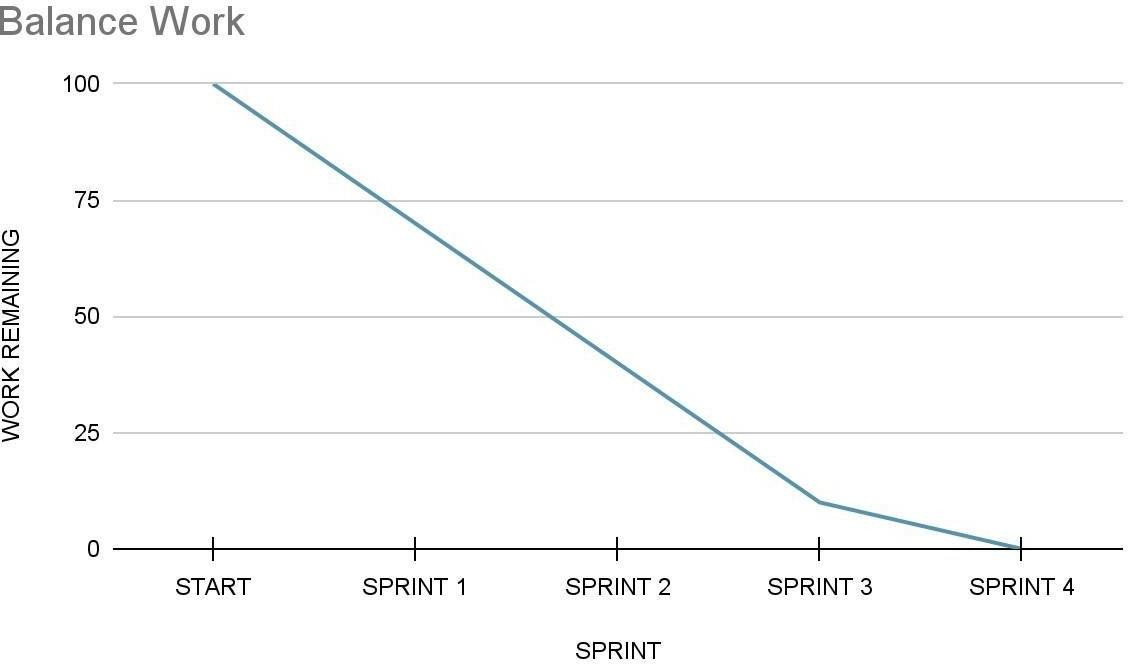 Balance Work
100
75
50
25
0
WORK REMAINING
START
SPRINT 1
SPRINT 2
SPRINT 3
SPRINT 4
SPRINT